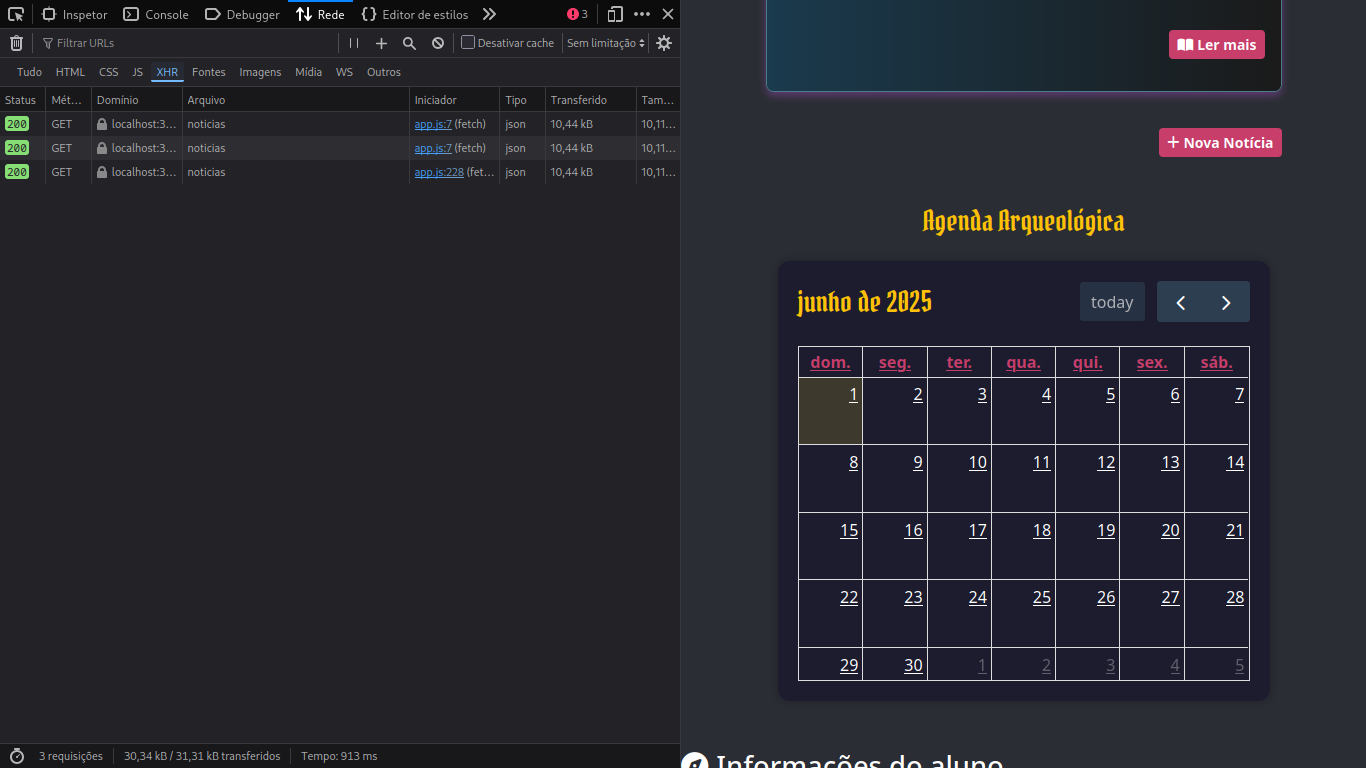 Inspetor Console Debugger Rede Editor de estilos 3
Filtrar URLs Desativar cache Sem limitação
Tudo HTML CSS JS XHR Fontes Imagens Mídia WS Outros
Status Mét… Domínio Arquivo Iniciador Tipo Transferido Tam…
200 GET localhost:3… noticias app.js:7 (fetch) json 10,44 kB 10,11…
200 GET localhost:3… noticias app.js:7 (fetch) json 10,44 kB 10,11…
200 GET localhost:3… noticias app.js:228 (fet… json 10,44 kB 10,11…
3 requisições 30,34 kB / 31,31 kB transferidos Tempo: 913 ms
Ler mais
+ Nova Notícia
Agenda Arqueológica
junho de 2025 today
dom. seg. ter. qua. qui. sex. sáb.
1 2 3 4 5 6 7
8 9 10 11 12 13 14
15 16 17 18 19 20 21
22 23 24 25 26 27 28
29 30 1 2 3 4 5
Informações do aluno